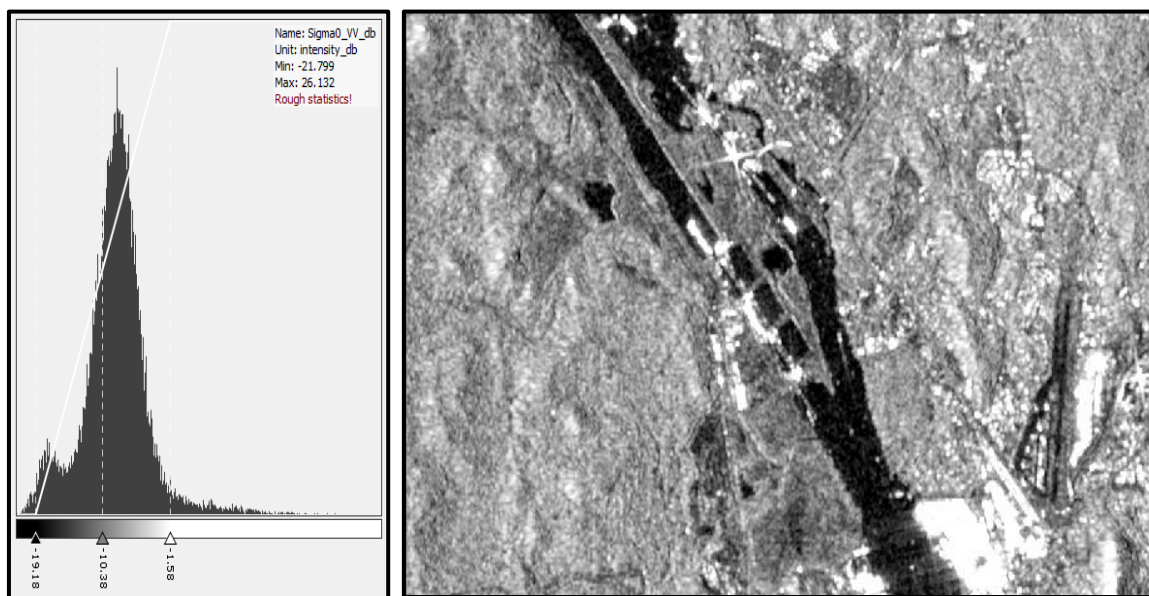 Name: Sigma0_VV_db
Unit: intensity_db
Min: -21.799
Max: 26.132
Rough statistics!
-19.18
-10.38
-1.58